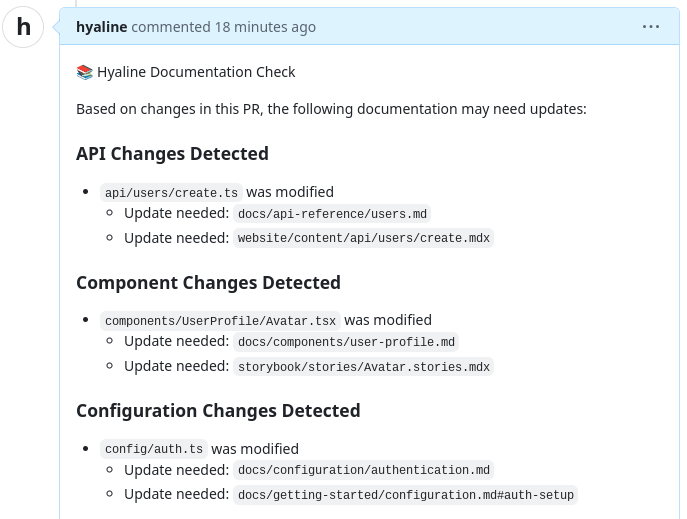 h
hyaline commented 18 minutes ago ...
📚 Hyaline Documentation Check
Based on changes in this PR, the following documentation may need updates:
API Changes Detected
• api/users/create.ts was modified
◦ Update needed: docs/api-reference/users.md
◦ Update needed: website/content/api/users/create.mdx
Component Changes Detected
• components/UserProfile/Avatar.tsx was modified
◦ Update needed: docs/components/user-profile.md
◦ Update needed: storybook/stories/Avatar.stories.mdx
Configuration Changes Detected
• config/auth.ts was modified
◦ Update needed: docs/configuration/authentication.md
◦ Update needed: docs/getting-started/configuration.md#auth-setup